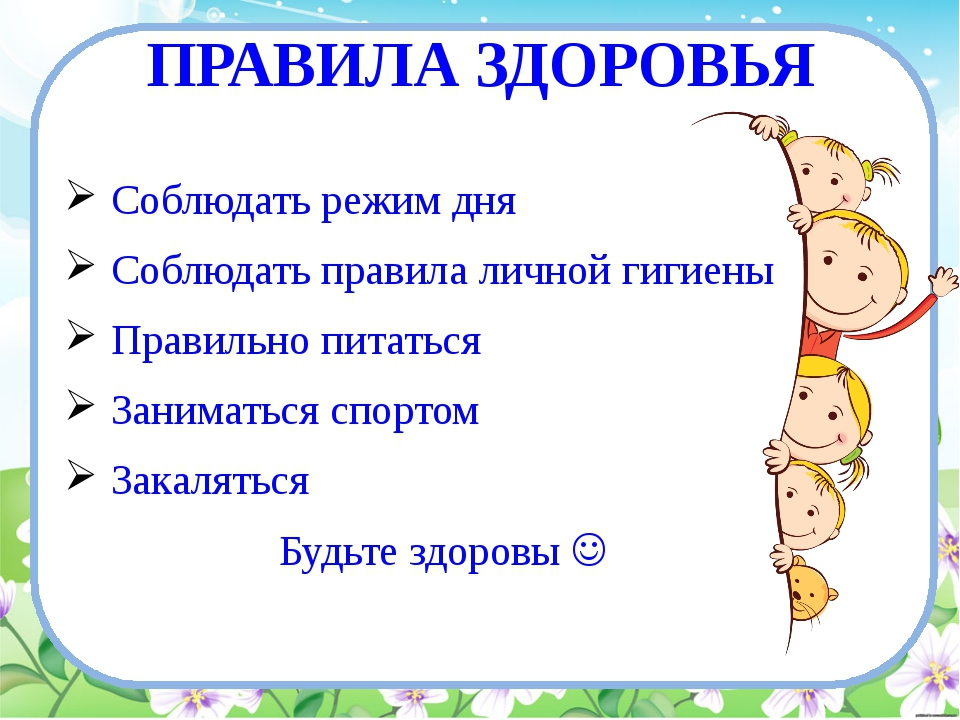 ПРАВИЛА ЗДОРОВЬЯ
➢ Соблюдать режим дня
➢ Соблюдать правила личной гигиены
➢ Правильно питаться
➢ Заниматься спортом
➢ Закаляться
Будьте здоровы ☺